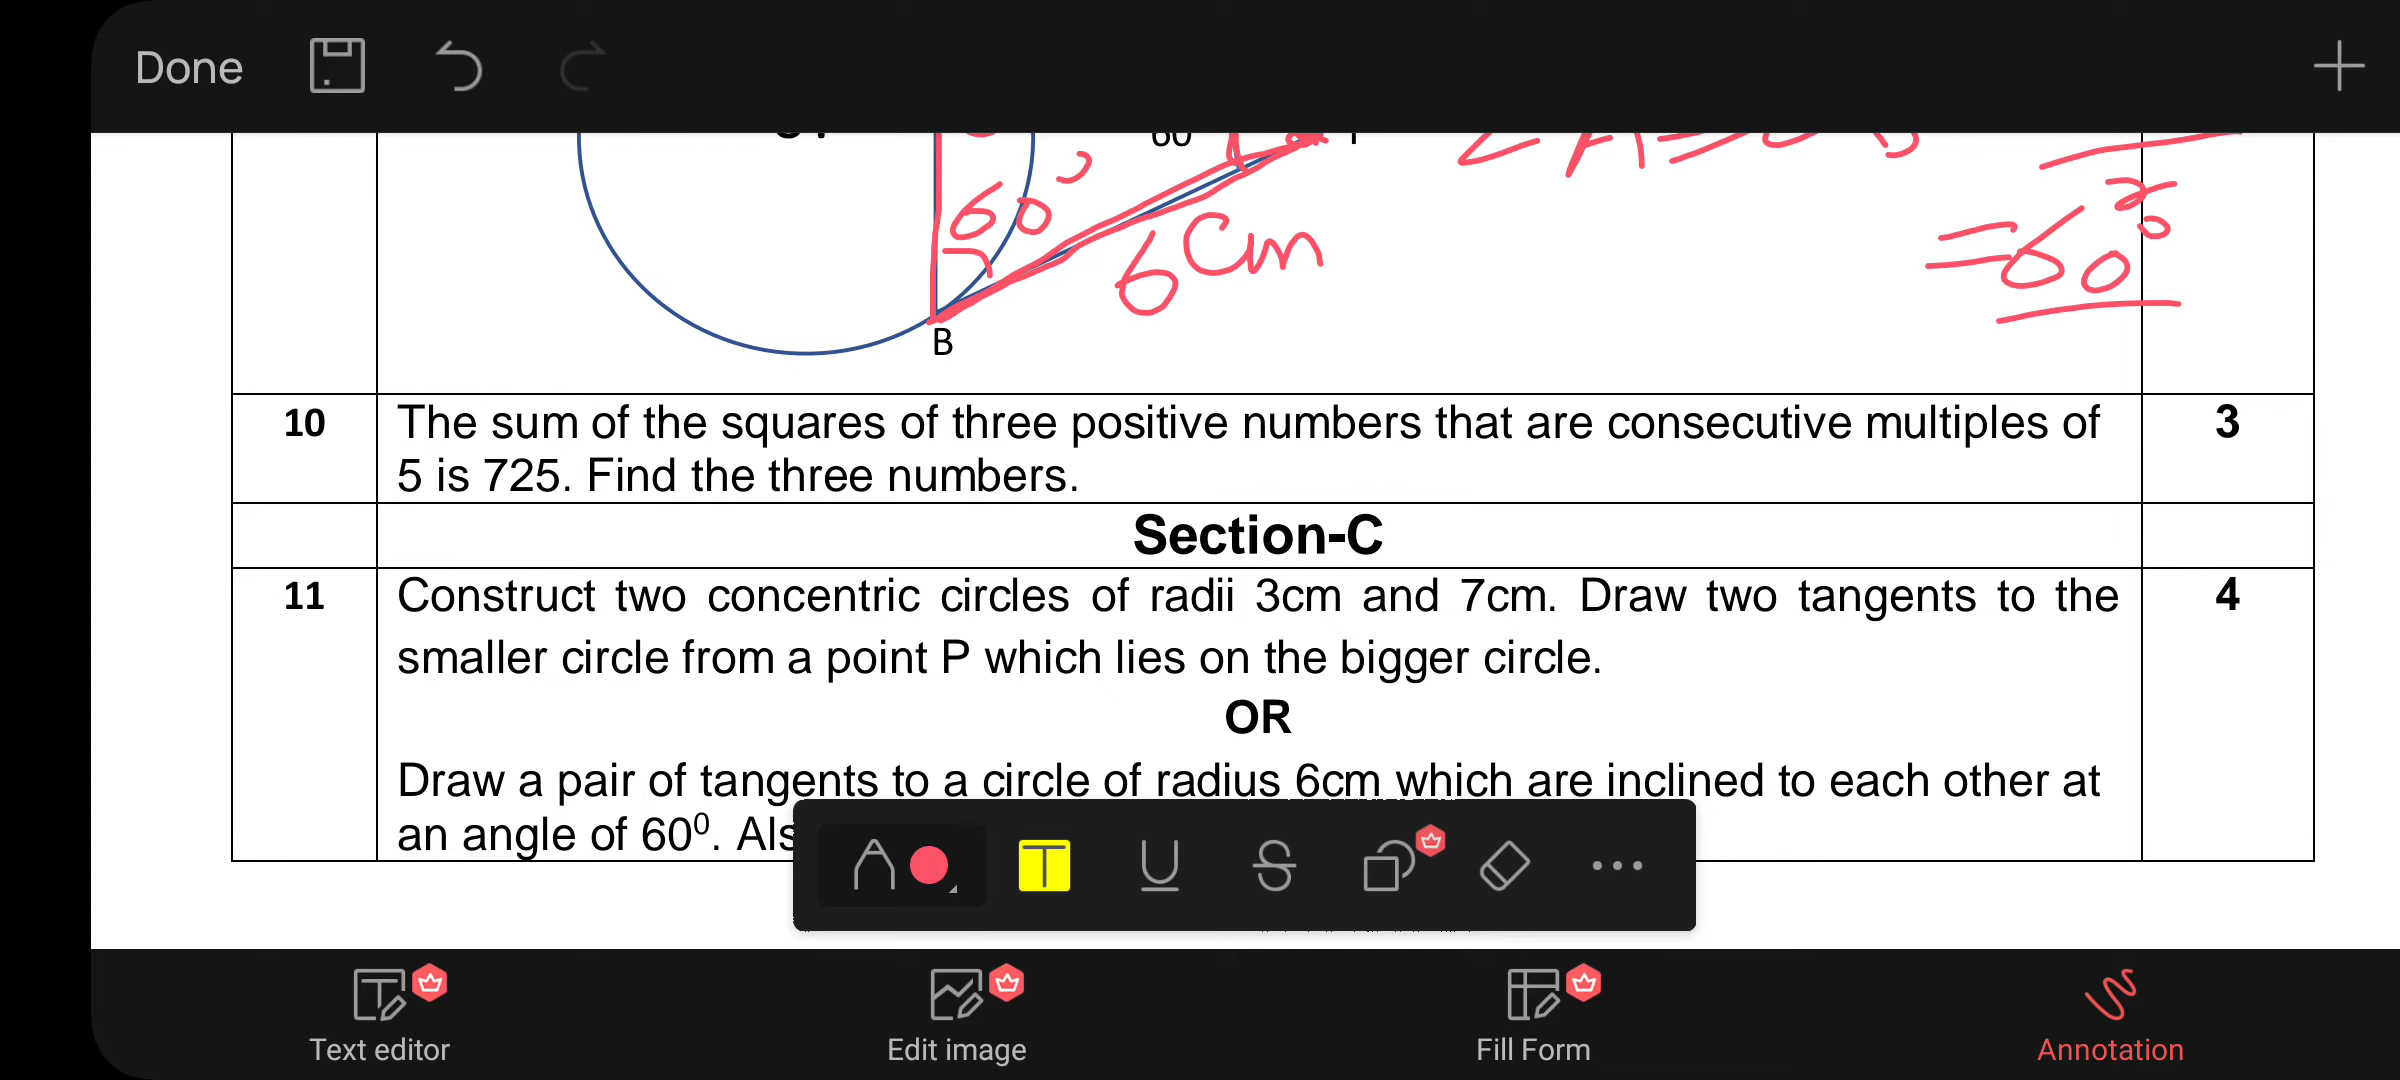 Done
60
60°
6 Cm
=60°
B
10 The sum of the squares of three positive numbers that are consecutive multiples of 3
5 is 725. Find the three numbers.
Section-C
11 Construct two concentric circles of radii 3cm and 7cm. Draw two tangents to the 4
smaller circle from a point P which lies on the bigger circle.
OR
Draw a pair of tangents to a circle of radius 6cm which are inclined to each other at
an angle of 60⁰. Als
Text editor
Edit image
Fill Form
Annotation